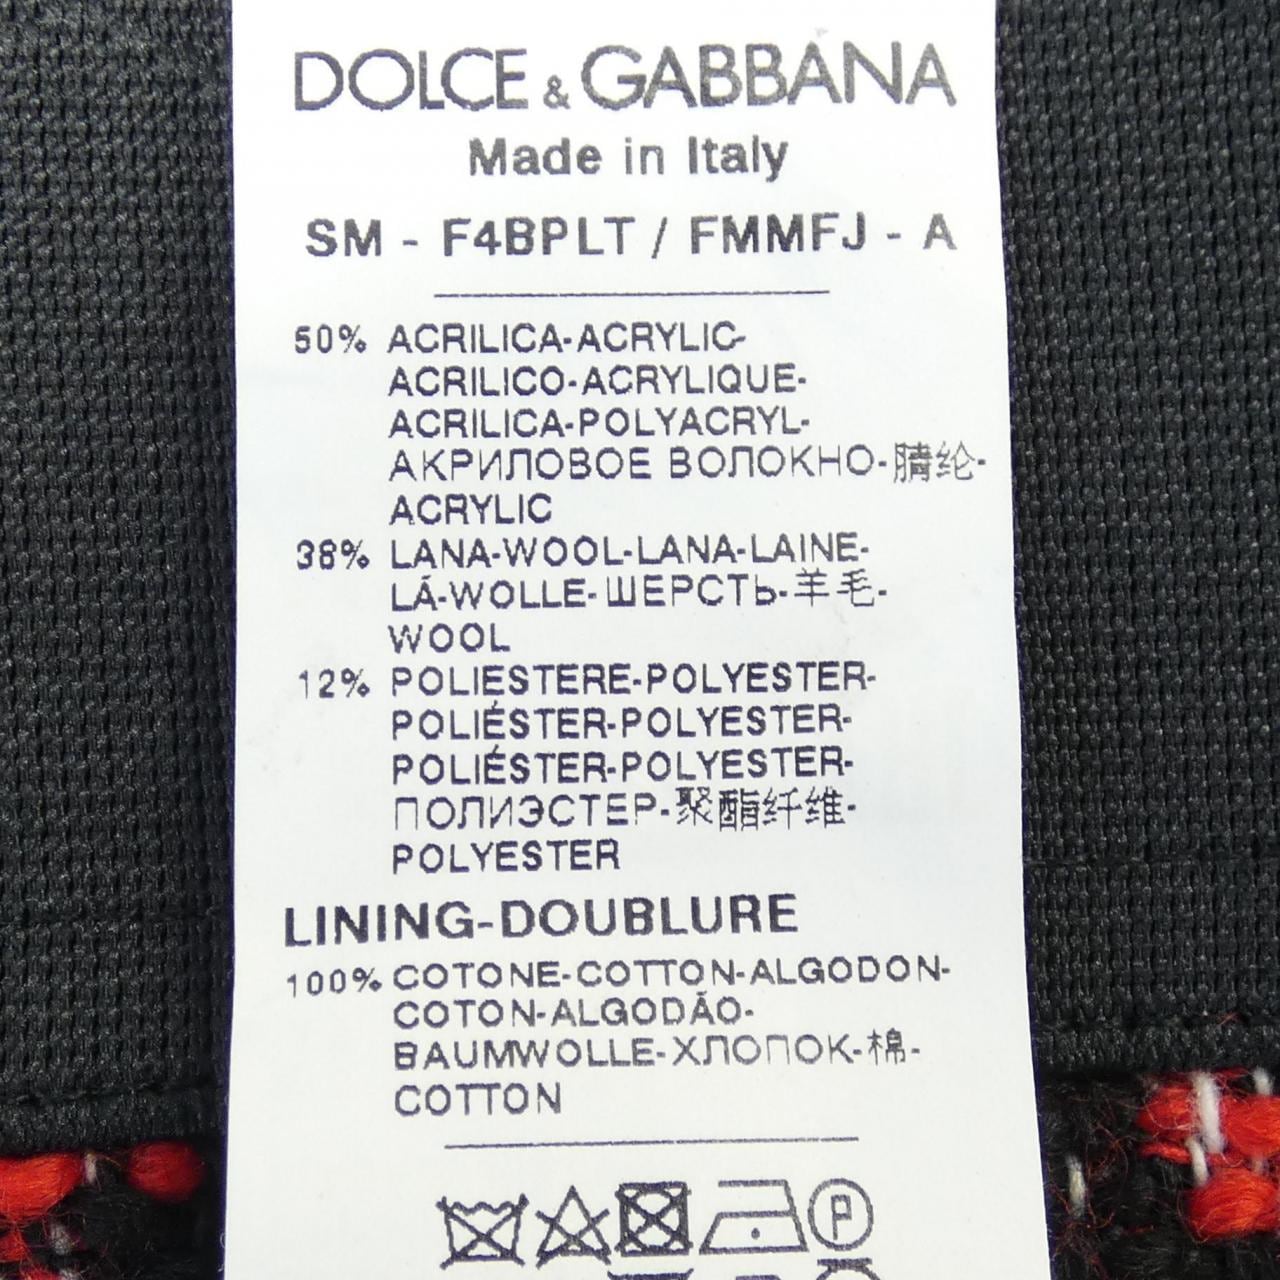 DOLCE & GABBANA
Made in Italy
SM - F4BPLT / FMMFJ - A
50% ACRILICA-ACRYLIC-
ACRILICO-ACRYLIQUE-
ACRILICA-POLYACRYL-
АКРИЛОВОЕ ВОЛОКНО-腈纶-
ACRYLIC
38% LANA-WOOL-LANA-LAINE-
LÃ-WOLLE-ШЕРСТЬ-羊毛-
WOOL
12% POLIESTERE-POLYESTER-
POLIÉSTER-POLYESTER-
POLIÉSTER-POLYESTER-
ПОЛИЭСТЕР-聚酯纤维-
POLYESTER
LINING-DOUBLURE
100% COTONE-COTTON-ALGODON-
COTON-ALGODÃO-
BAUMWOLLE-ХЛОПОК-棉-
COTTON
P